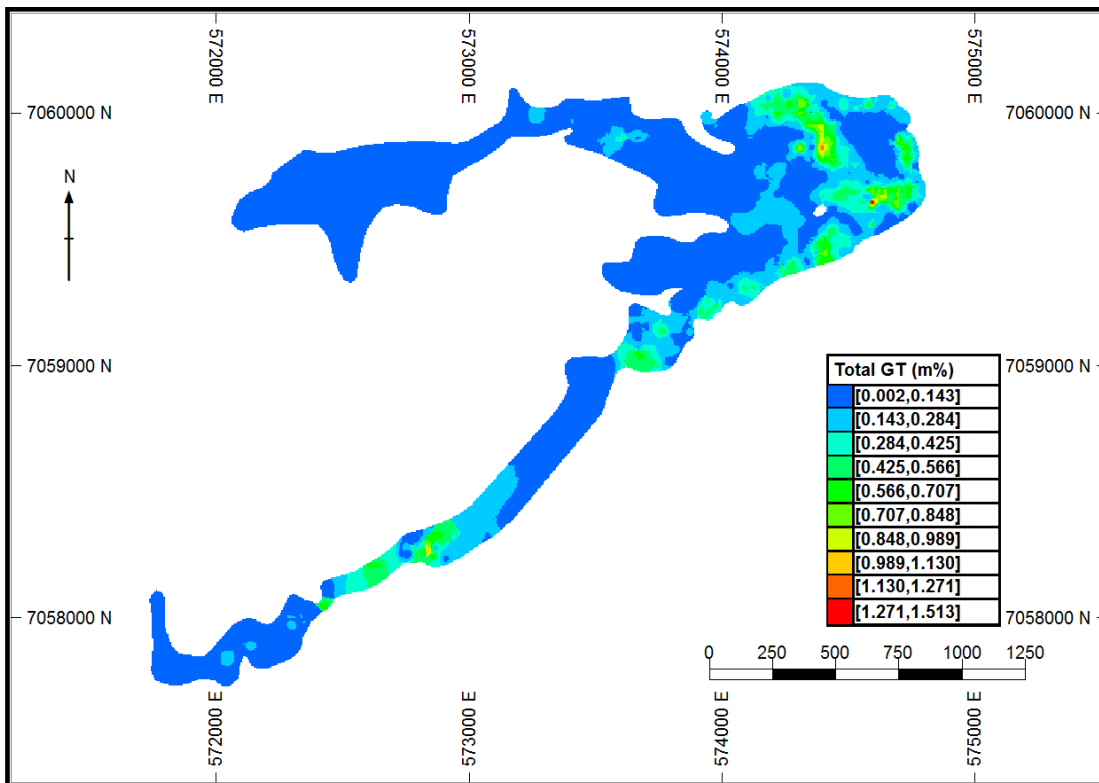 572000 E
573000 E
574000 E
575000 E
7060000 N
7060000 N
N
7059000 N
7059000 N
Total GT (m%)
[0.002,0.143]
[0.143,0.284]
[0.284,0.425]
[0.425,0.566]
[0.566,0.707]
[0.707,0.848]
[0.848,0.989]
[0.989,1.130]
[1.130,1.271]
[1.271,1.513]
7058000 N
7058000 N
0 250 500 750 1000 1250
572000 E
573000 E
574000 E
575000 E